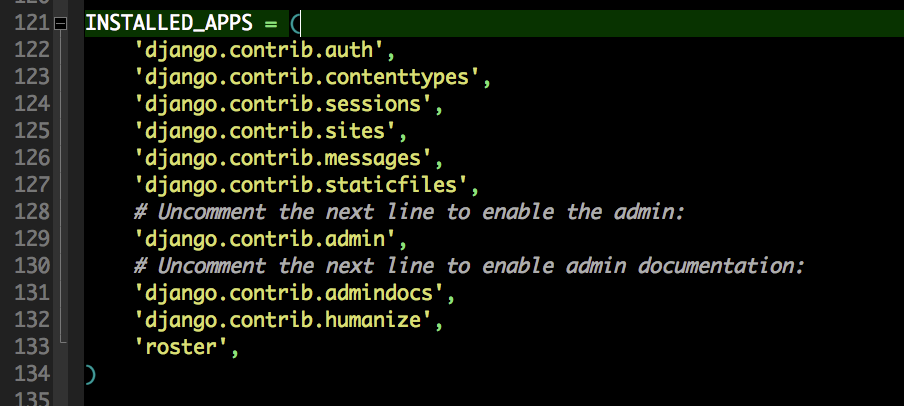 121 INSTALLED_APPS = (
122     'django.contrib.auth',
123     'django.contrib.contenttypes',
124     'django.contrib.sessions',
125     'django.contrib.sites',
126     'django.contrib.messages',
127     'django.contrib.staticfiles',
128     # Uncomment the next line to enable the admin:
129     'django.contrib.admin',
130     # Uncomment the next line to enable admin documentation:
131     'django.contrib.admindocs',
132     'django.contrib.humanize',
133     'roster',
134 )
135